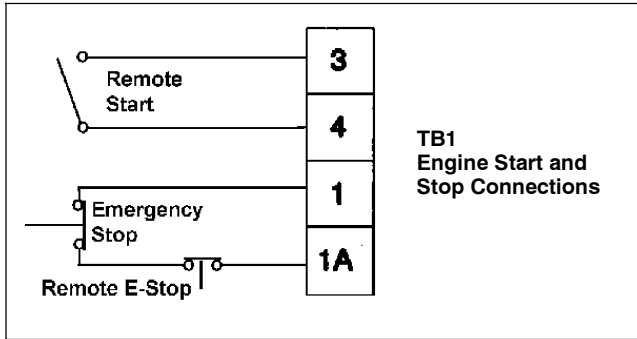 Remote
Start
3
4
Emergency
Stop
1
Remote E-Stop
1A
TB1
Engine Start and
Stop Connections